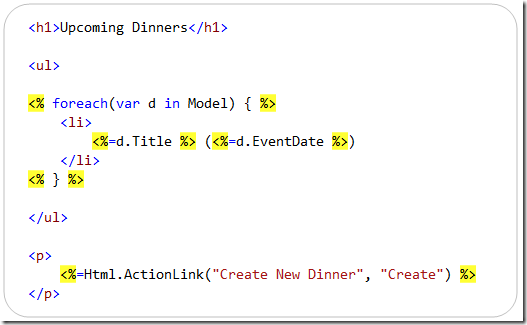 <h1>Upcoming Dinners</h1>
<ul>
<% foreach(var d in Model) { %>
<li>
<%=d.Title %> (<%=d.EventDate %>)
</li>
<% } %>
</ul>
<p>
<%=Html.ActionLink("Create New Dinner", "Create") %>
</p>